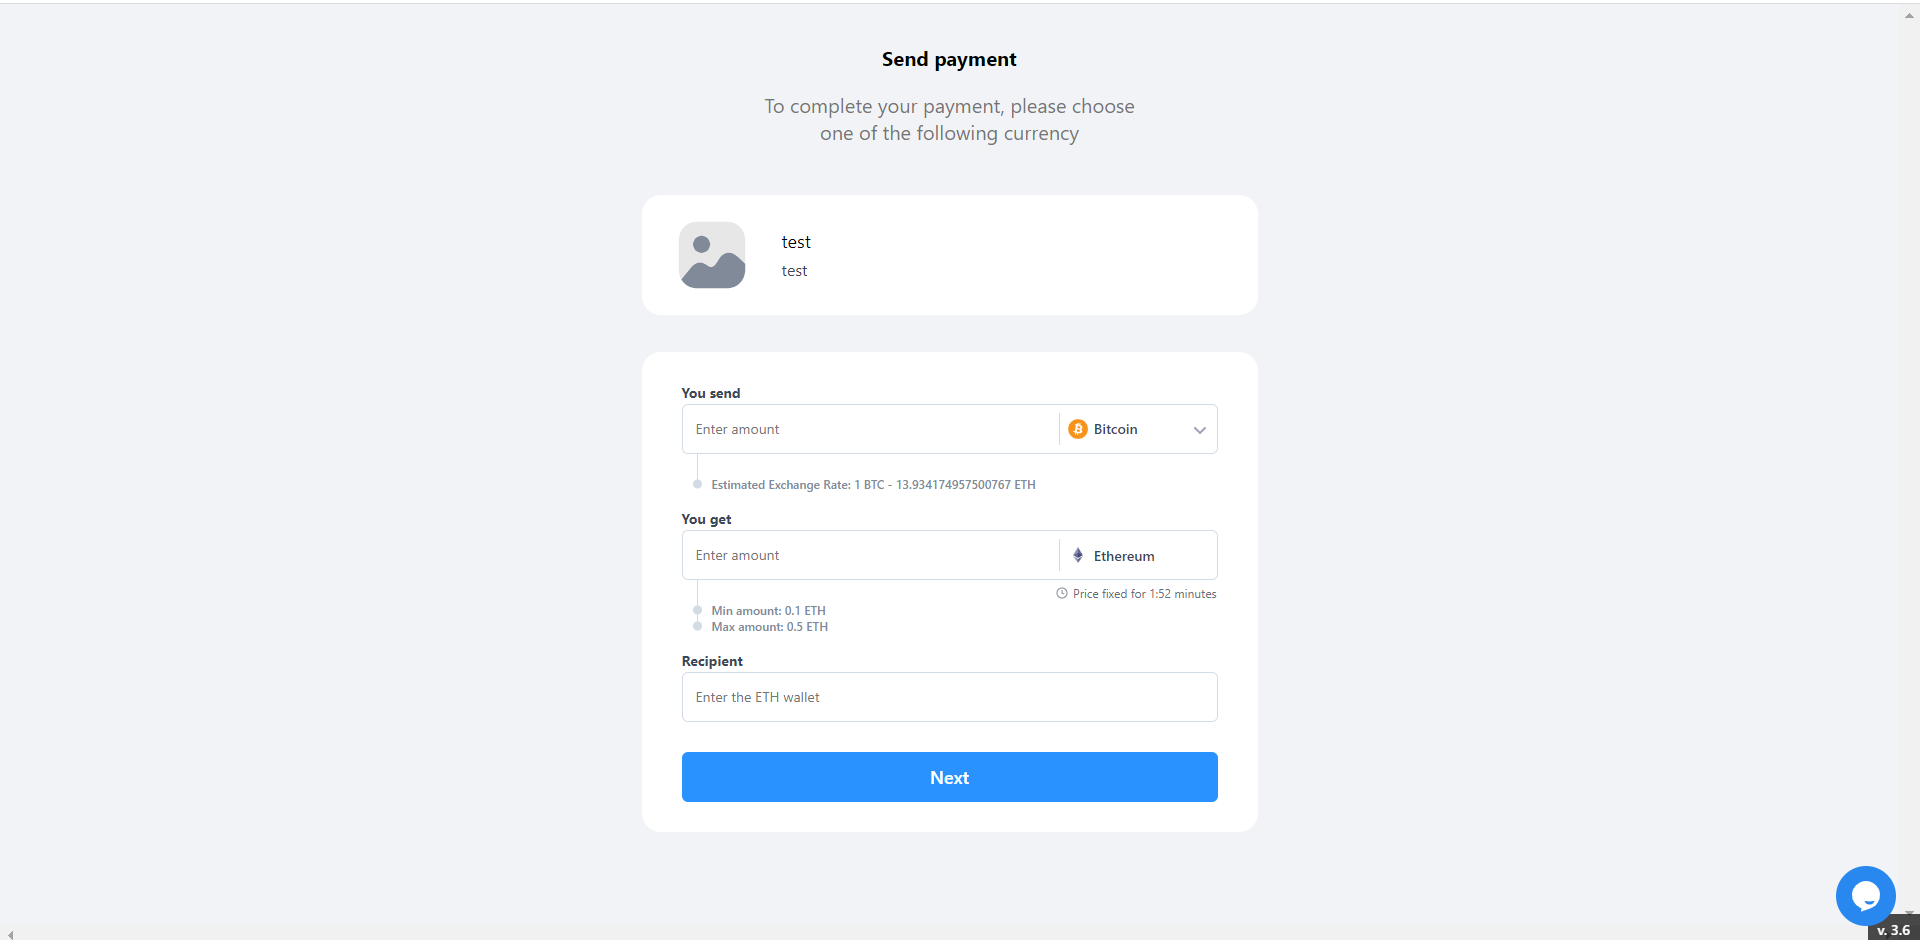 Send payment
To complete your payment, please choose
one of the following currency
test
test
You send
Enter amount
Bitcoin
Estimated Exchange Rate: 1 BTC - 13.934174957500767 ETH
You get
Enter amount
Ethereum
Price fixed for 1:52 minutes
Min amount: 0.1 ETH
Max amount: 0.5 ETH
Recipient
Enter the ETH wallet
Next
v. 3.6